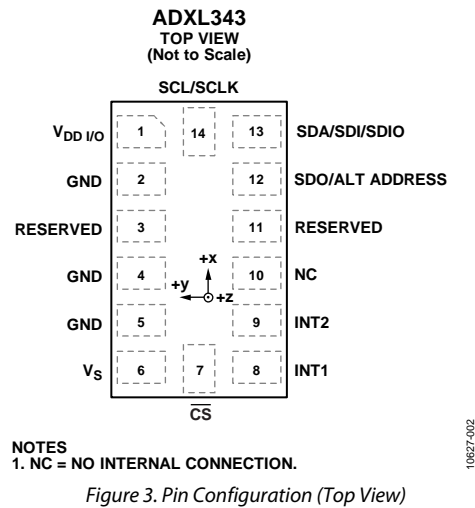 ADXL343
TOP VIEW
(Not to Scale)
SCL/SCLK
VDD I/O 1 14 13 SDA/SDI/SDIO
GND 2 12 SDO/ALT ADDRESS
RESERVED 3 11 RESERVED
GND 4 +x 10 NC
+y +z
GND 5 9 INT2
VS 6 7 8 INT1
CS
NOTES
1. NC = NO INTERNAL CONNECTION.
10627-002
Figure 3. Pin Configuration (Top View)